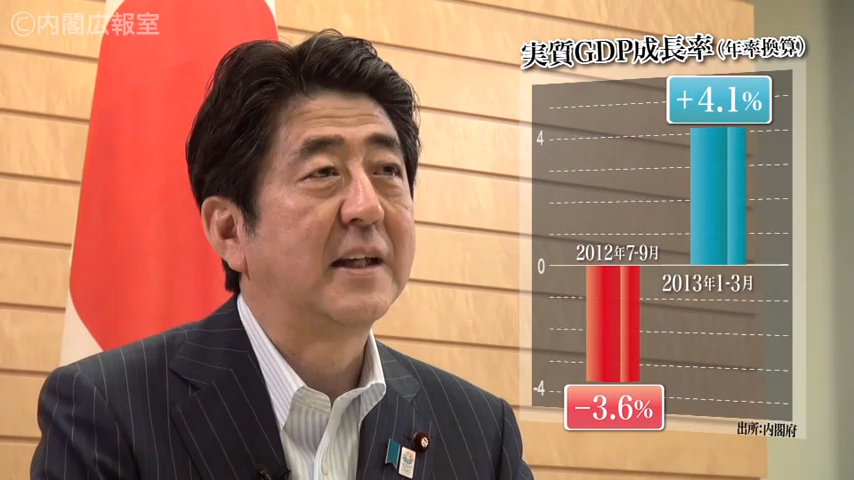 ©内閣広報室
実質GDP成長率(年率換算)
+4.1%
4
2012年7-9月
0
2013年1-3月
-4
-3.6%
出所:内閣府